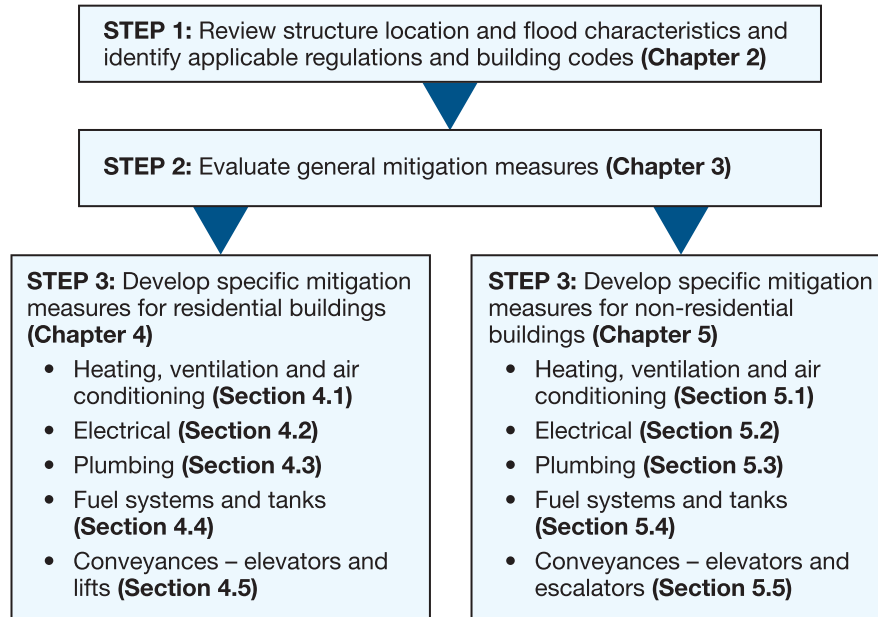 STEP 1: Review structure location and flood characteristics and
identify applicable regulations and building codes (Chapter 2)
STEP 2: Evaluate general mitigation measures (Chapter 3)
STEP 3: Develop specific mitigation
measures for residential buildings
(Chapter 4)
• Heating, ventilation and air
conditioning (Section 4.1)
• Electrical (Section 4.2)
• Plumbing (Section 4.3)
• Fuel systems and tanks
(Section 4.4)
• Conveyances – elevators and
lifts (Section 4.5)
STEP 3: Develop specific mitigation
measures for non-residential
buildings (Chapter 5)
• Heating, ventilation and air
conditioning (Section 5.1)
• Electrical (Section 5.2)
• Plumbing (Section 5.3)
• Fuel systems and tanks
(Section 5.4)
• Conveyances – elevators and
escalators (Section 5.5)